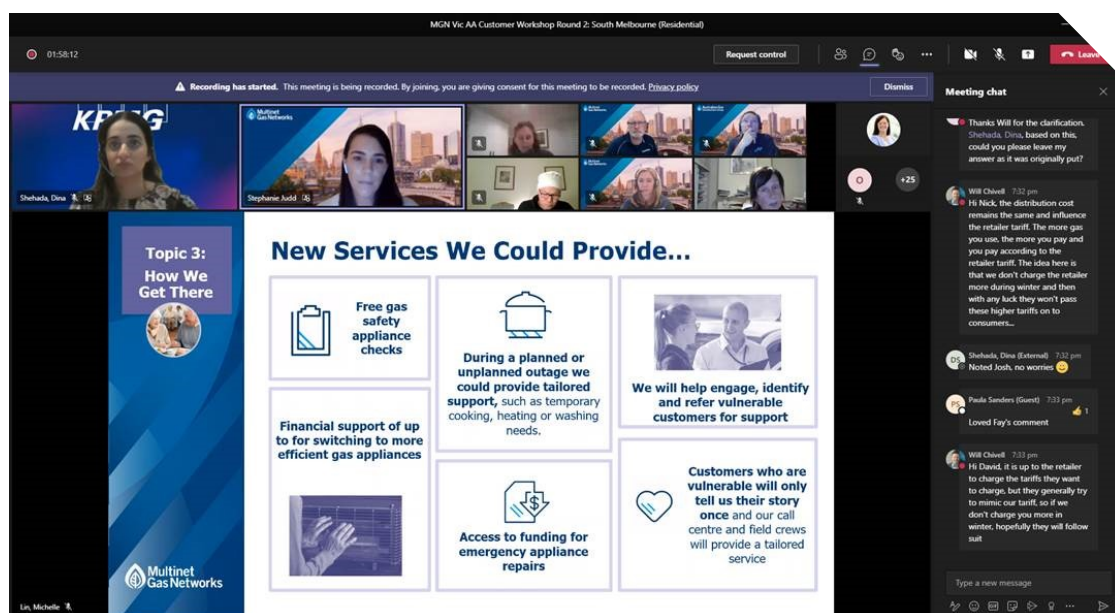 MGN Vic AA Customer Workshop Round 2: South Melbourne (Residential)
01:58:12
Request control
Leave
Recording has started. This meeting is being recorded. By joining, you are giving consent for this meeting to be recorded. Privacy policy
Dismiss
KPMG
Shehada, Dina
Multinet
Gas Networks
Stephanie Judd
O
+25
Topic 3:
How We
Get There
New Services We Could Provide...
Free gas
safety
appliance
checks
During a planned or
unplanned outage we
could provide tailored
support, such as temporary
cooking, heating or washing
needs.
We will help engage, identify
and refer vulnerable
customers for support
Financial support of up
to for switching to more
efficient gas appliances
Access to funding for
emergency appliance
repairs
Customers who are
vulnerable will only
tell us their story
once and our call
centre and field crews
will provide a tailored
service
Multinet
Gas Networks
Lin, Michelle
Meeting chat
Thanks Will for the clarification.
Shehada, Dina, based on this,
could you please leave my
answer as it was originally put?
Will Chivell 7:32 pm
Hi Nick, the distribution cost
remains the same and influence
the retailer tariff. The more gas
you use, the more you pay and
you pay according to the
retailer tariff. The idea here is
that we don't charge the retailer
more during winter and then
with any luck they won't pass
these higher tariffs on to
consumers...
DS
Shehada, Dina (External) 7:32 pm
Noted Josh, no worries 😊
PS
Paula Sanders (Guest) 7:33 pm
👍 1
Loved Fay's comment
Will Chivell 7:33 pm
Hi David, it is up to the retailer
to charge the tariffs they want
to charge, but they generally try
to mimic our tariff, so if we
don't charge you more in
winter, hopefully they will follow
suit
Type a new message